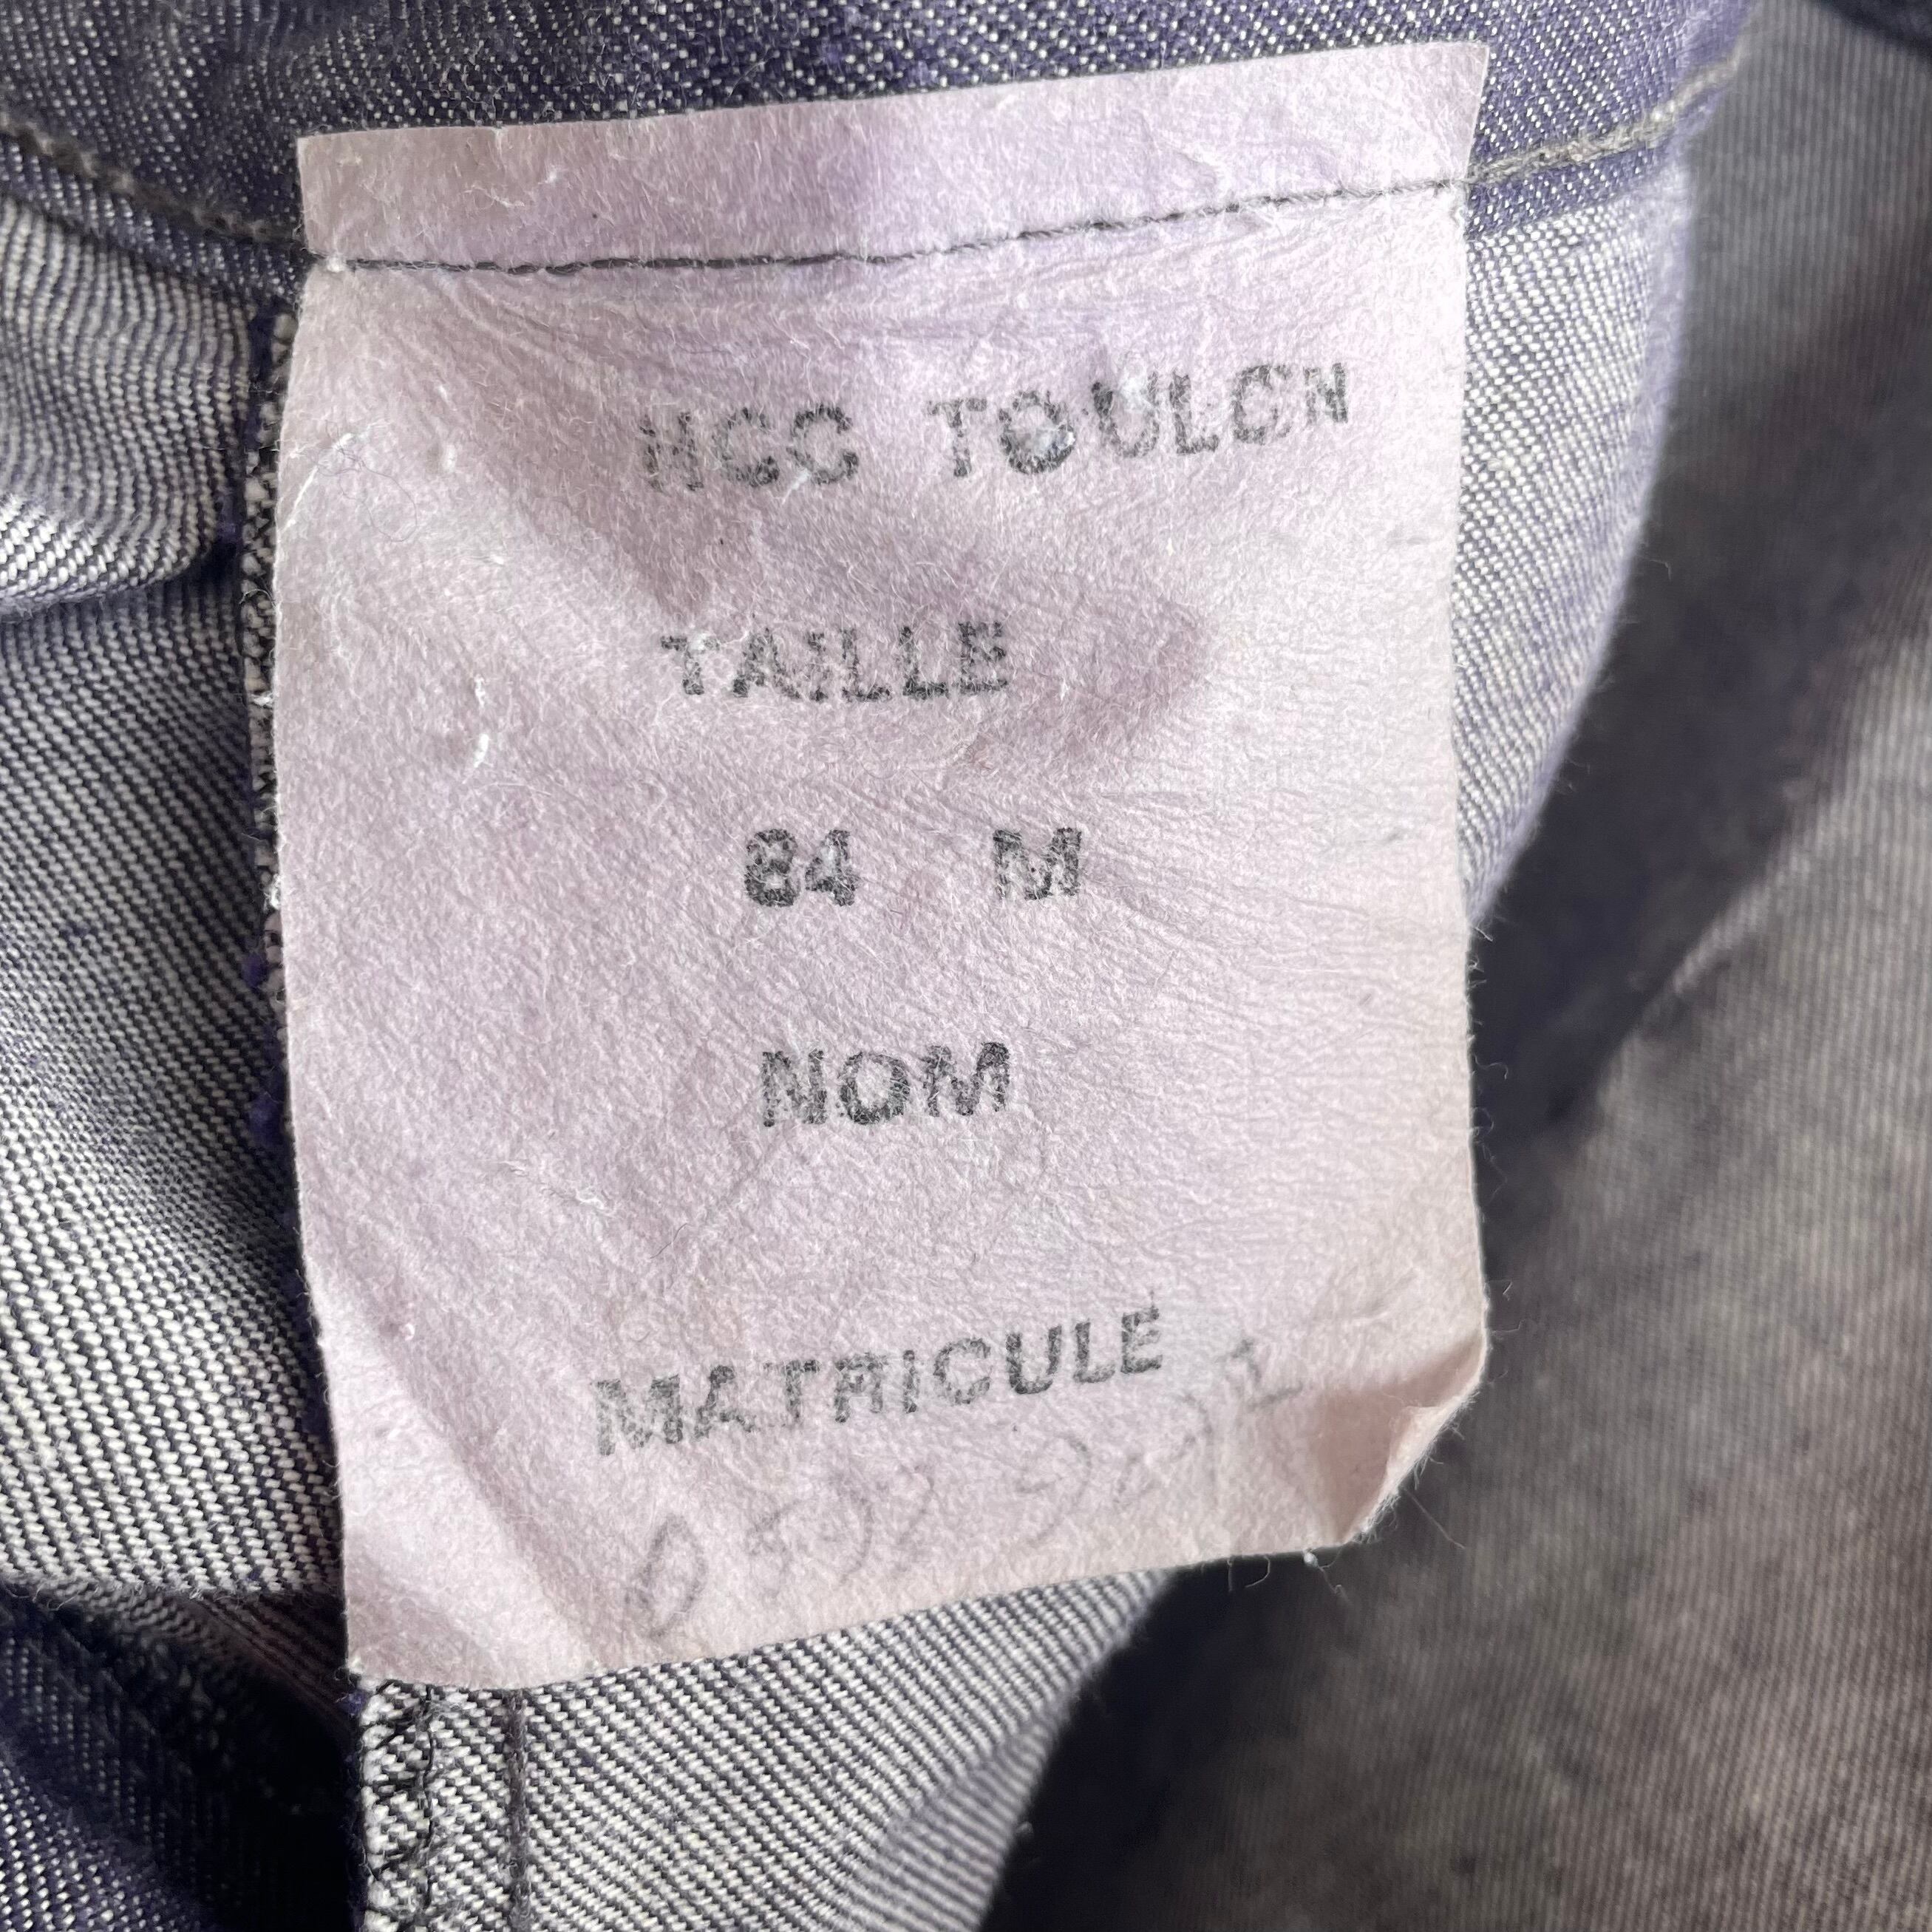 HCC TOULON
TAILLE
84 M
NOM
MATRICULE